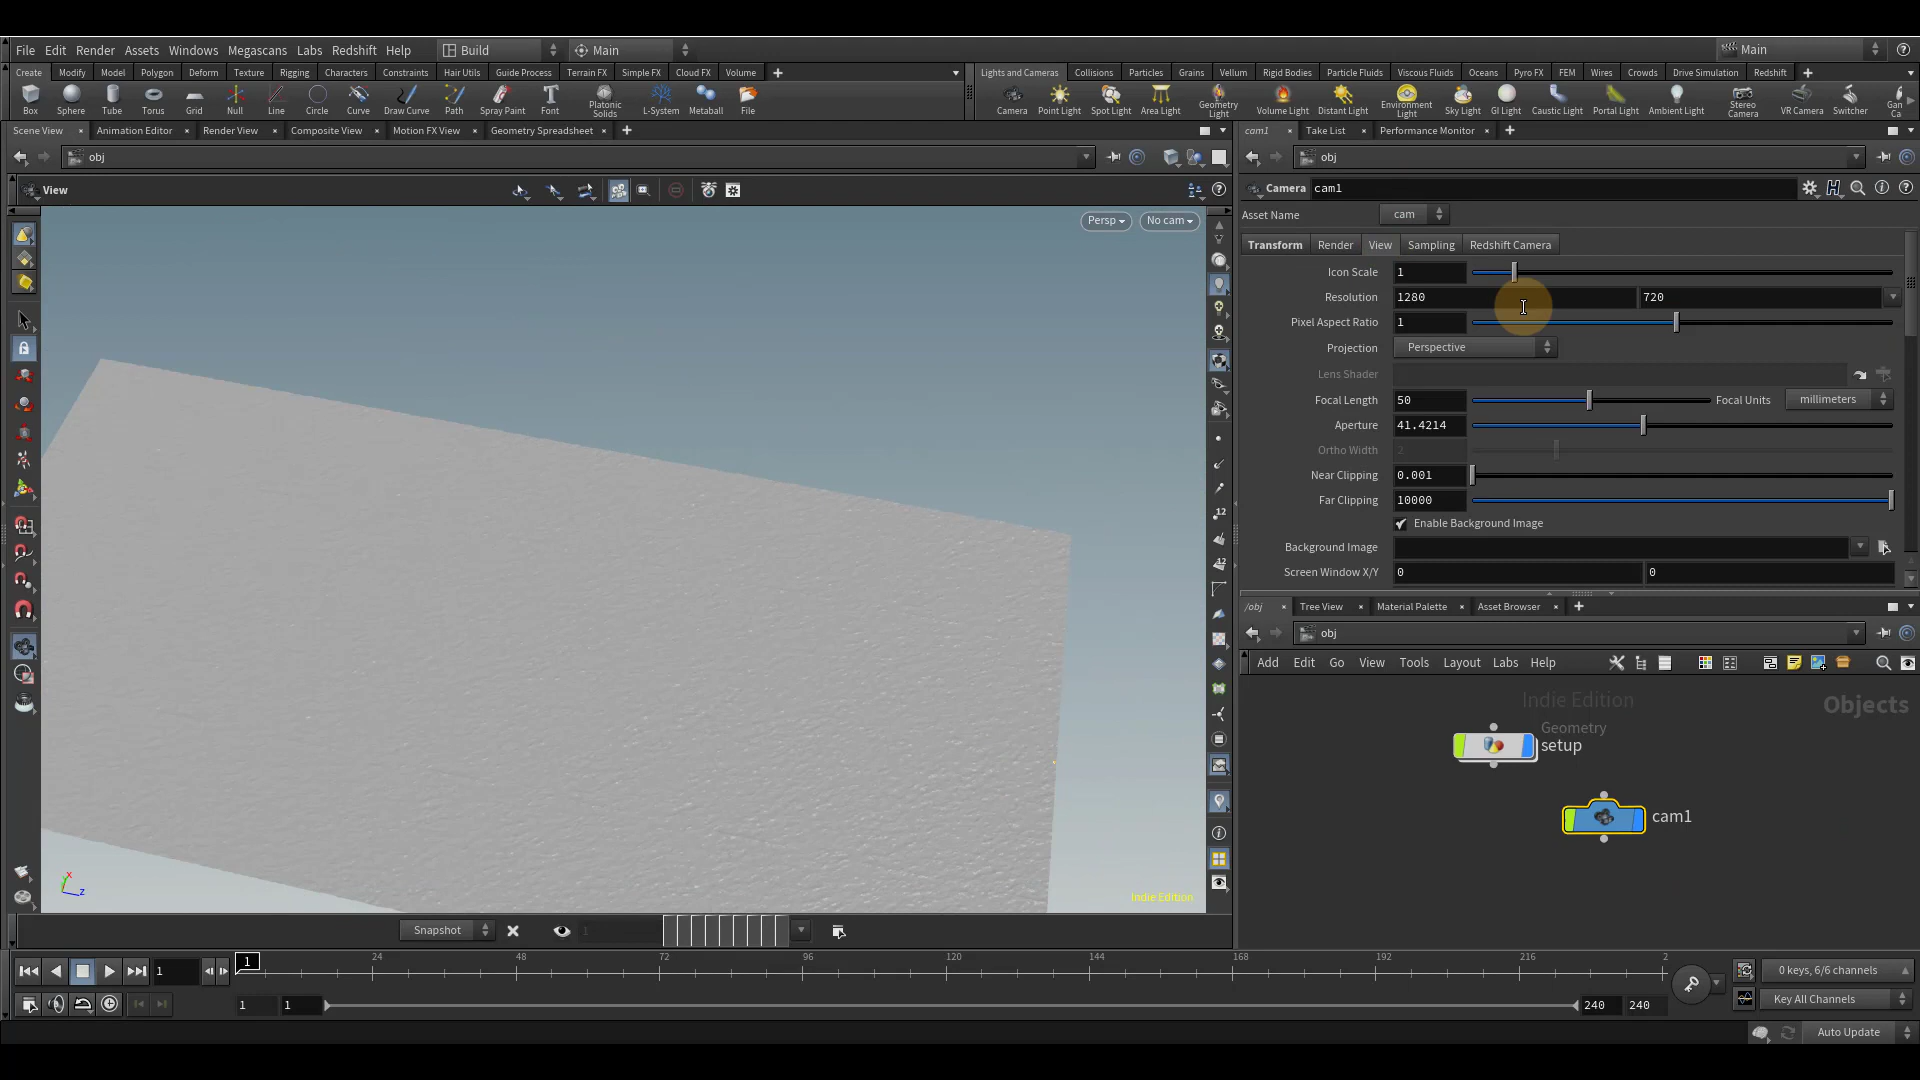 File Edit Render Assets Windows Megascans Labs Redshift Help Build Main Main
Create Modify Model Polygon Deform Texture Rigging Characters Constraints Hair Utils Guide Process Terrain FX Simple FX Cloud FX Volume
Lights and Cameras Collisions Particles Grains Vellum Rigid Bodies Particle Fluids Viscous Fluids Oceans Pyro FX FEM Wires Crowds Drive Simulation Redshift
Box Sphere Tube Torus Grid Null Line Circle Curve Draw Curve Path Spray Paint Font Platonic Solids L-System Metaball File
Camera Point Light Spot Light Area Light Geometry Light Volume Light Distant Light Environment Light Sky Light GI Light Caustic Light Portal Light Ambient Light Stereo Camera VR Camera Switcher
Scene View Animation Editor Render View Composite View Motion FX View Geometry Spreadsheet
cam1 Take List Performance Monitor
obj
obj
View
Camera cam1
Asset Name cam
Persp No cam
Transform Render View Sampling Redshift Camera
Icon Scale 1
Resolution 1280 720
Pixel Aspect Ratio 1
Projection Perspective
Lens Shader
Focal Length 50 Focal Units millimeters
Aperture 41.4214
Ortho Width 2
Near Clipping 0.001
Far Clipping 10000
Enable Background Image
Background Image
Screen Window X/Y 0 0
/obj Tree View Material Palette Asset Browser
obj
Add Edit Go View Tools Layout Labs Help
Indie Edition
Objects
Geometry
setup
cam1
12
12
x
z
Indie Edition
Snapshot 1
1 1 24 48 72 96 120 144 168 192 216 2
0 keys, 6/6 channels
1 1 240 240
Key All Channels
Auto Update